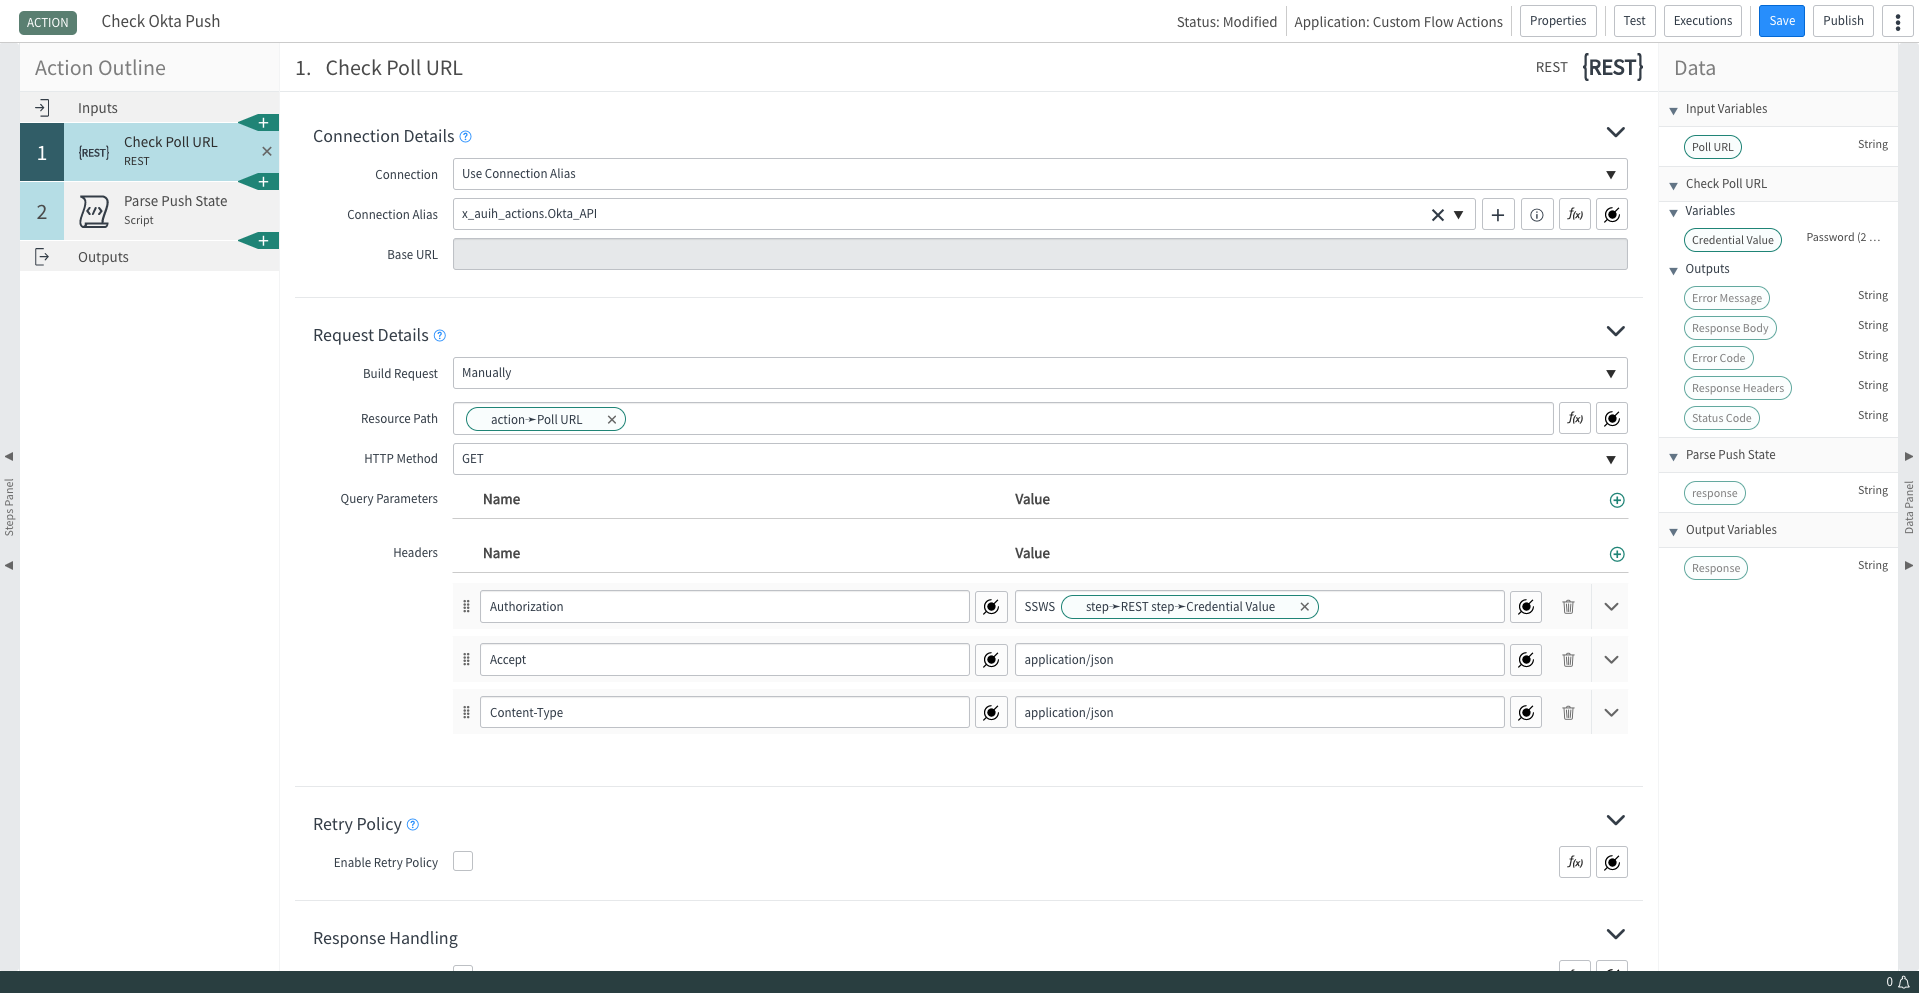 ACTION Check Okta Push Status: Modified Application: Custom Flow Actions Properties Test Executions Save Publish
Action Outline
Inputs
1 {REST} Check Poll URL
REST
2 Parse Push State
Script
Outputs
Steps Panel
1. Check Poll URL REST {REST}
Connection Details
Connection Use Connection Alias
Connection Alias x_auih_actions.Okta_API f(x)
Base URL
Request Details
Build Request Manually
Resource Path action➛Poll URL f(x)
HTTP Method GET
Query Parameters Name Value
Headers Name Value
Authorization SSWS step➛REST step➛Credential Value
Accept application/json
Content-Type application/json
Retry Policy
Enable Retry Policy f(x)
Response Handling
Data
Input Variables
Poll URL String
Check Poll URL
Variables
Credential Value Password (2 ...
Outputs
Error Message String
Response Body String
Error Code String
Response Headers String
Status Code String
Parse Push State
response String
Output Variables
Response String
Data Panel
0